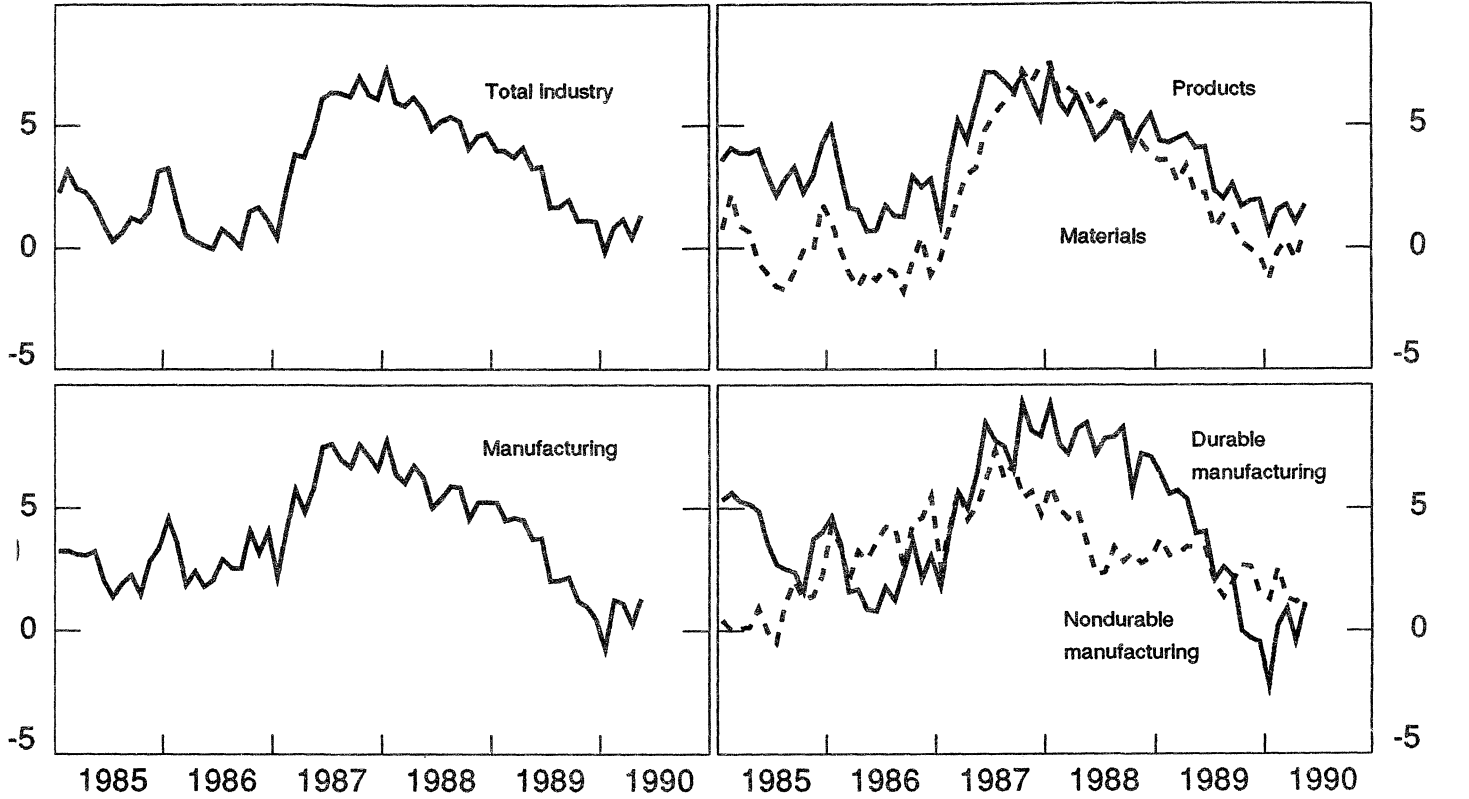 Total industry
Products
Materials
5
0
-5
5
0
-5
Manufacturing
Durable
manufacturing
Nondurable
manufacturing
5
0
-5
5
0
-5
1985 1986 1987 1988 1989 1990
1985 1986 1987 1988 1989 1990